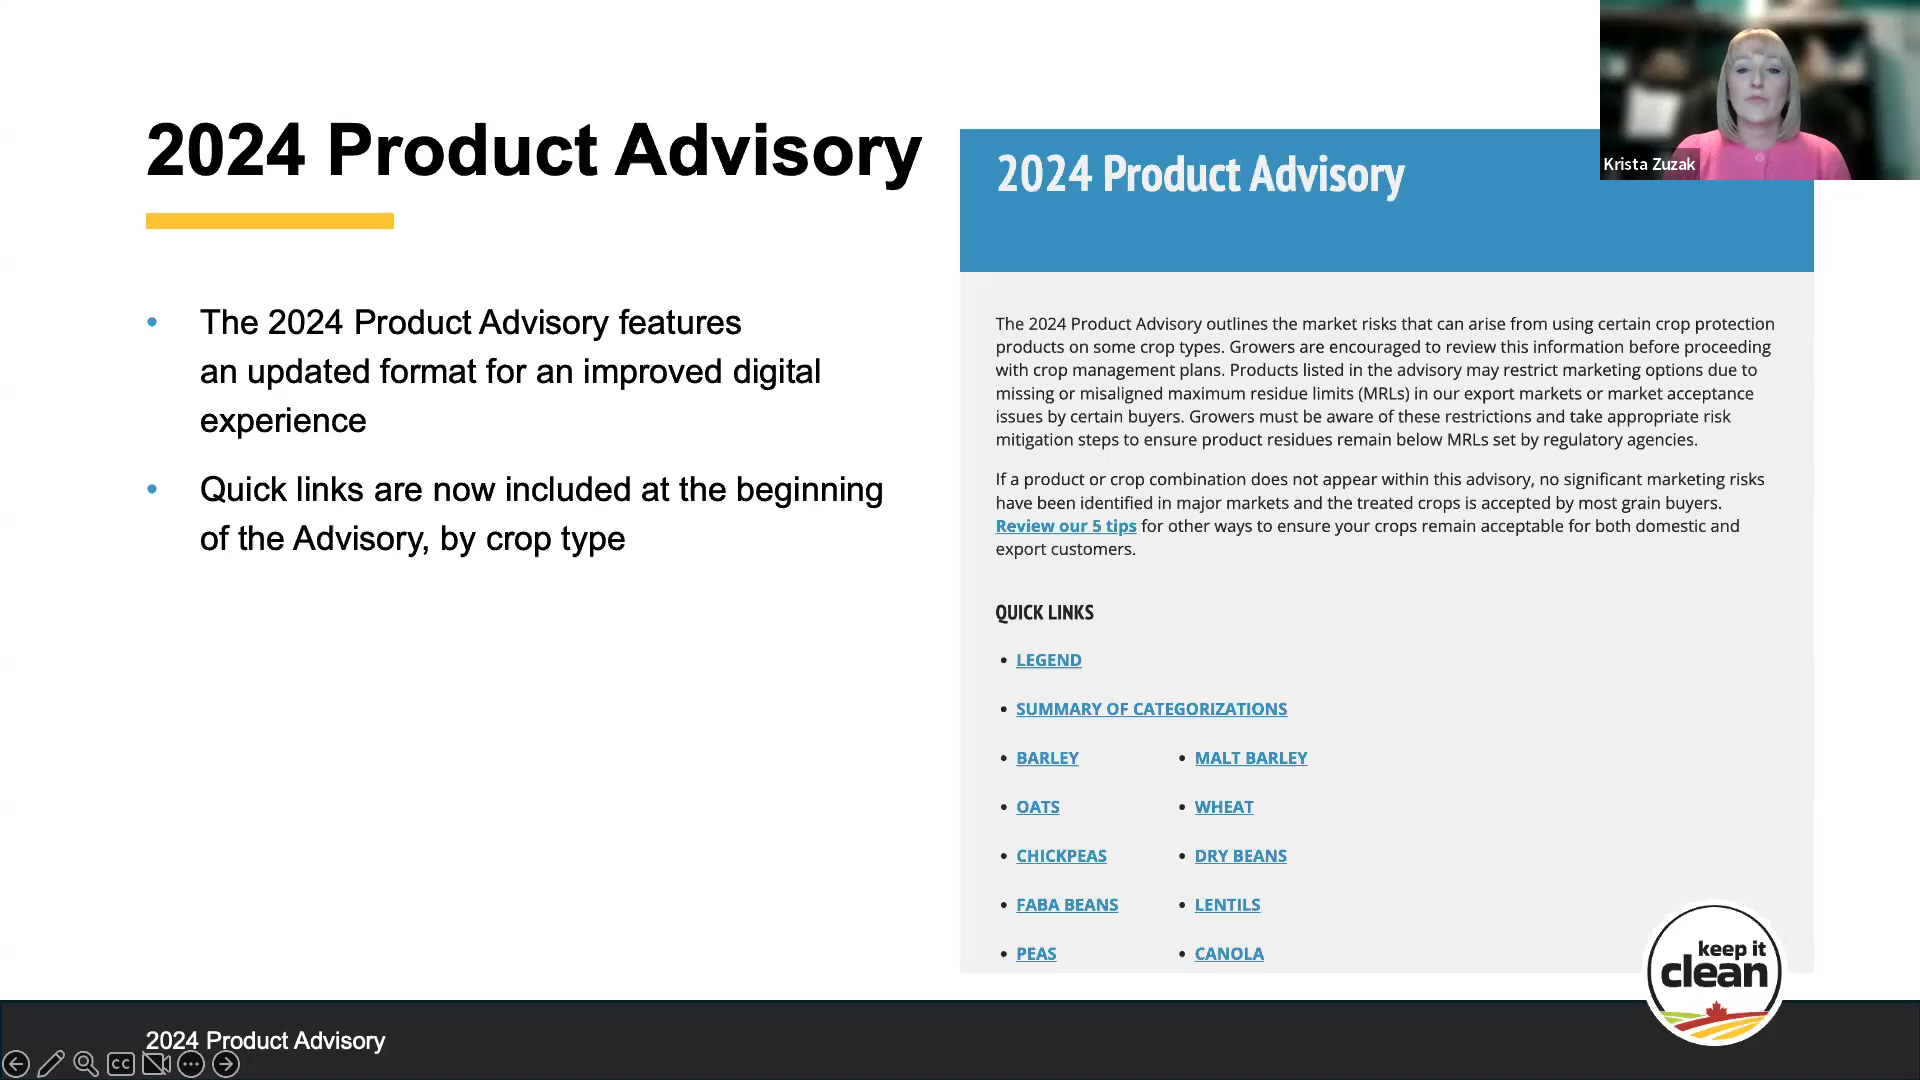 2024 Product Advisory
• The 2024 Product Advisory features
an updated format for an improved digital
experience
• Quick links are now included at the beginning
of the Advisory, by crop type
Krista Zuzak
2024 Product Advisory
The 2024 Product Advisory outlines the market risks that can arise from using certain crop protection
products on some crop types. Growers are encouraged to review this information before proceeding
with crop management plans. Products listed in the advisory may restrict marketing options due to
missing or misaligned maximum residue limits (MRLs) in our export markets or market acceptance
issues by certain buyers. Growers must be aware of these restrictions and take appropriate risk
mitigation steps to ensure product residues remain below MRLs set by regulatory agencies.
If a product or crop combination does not appear within this advisory, no significant marketing risks
have been identified in major markets and the treated crops is accepted by most grain buyers.
Review our 5 tips for other ways to ensure your crops remain acceptable for both domestic and
export customers.
QUICK LINKS
• LEGEND
• SUMMARY OF CATEGORIZATIONS
• BARLEY • MALT BARLEY
• OATS • WHEAT
• CHICKPEAS • DRY BEANS
• FABA BEANS • LENTILS
• PEAS • CANOLA
keep it
clean
2024 Product Advisory
CC